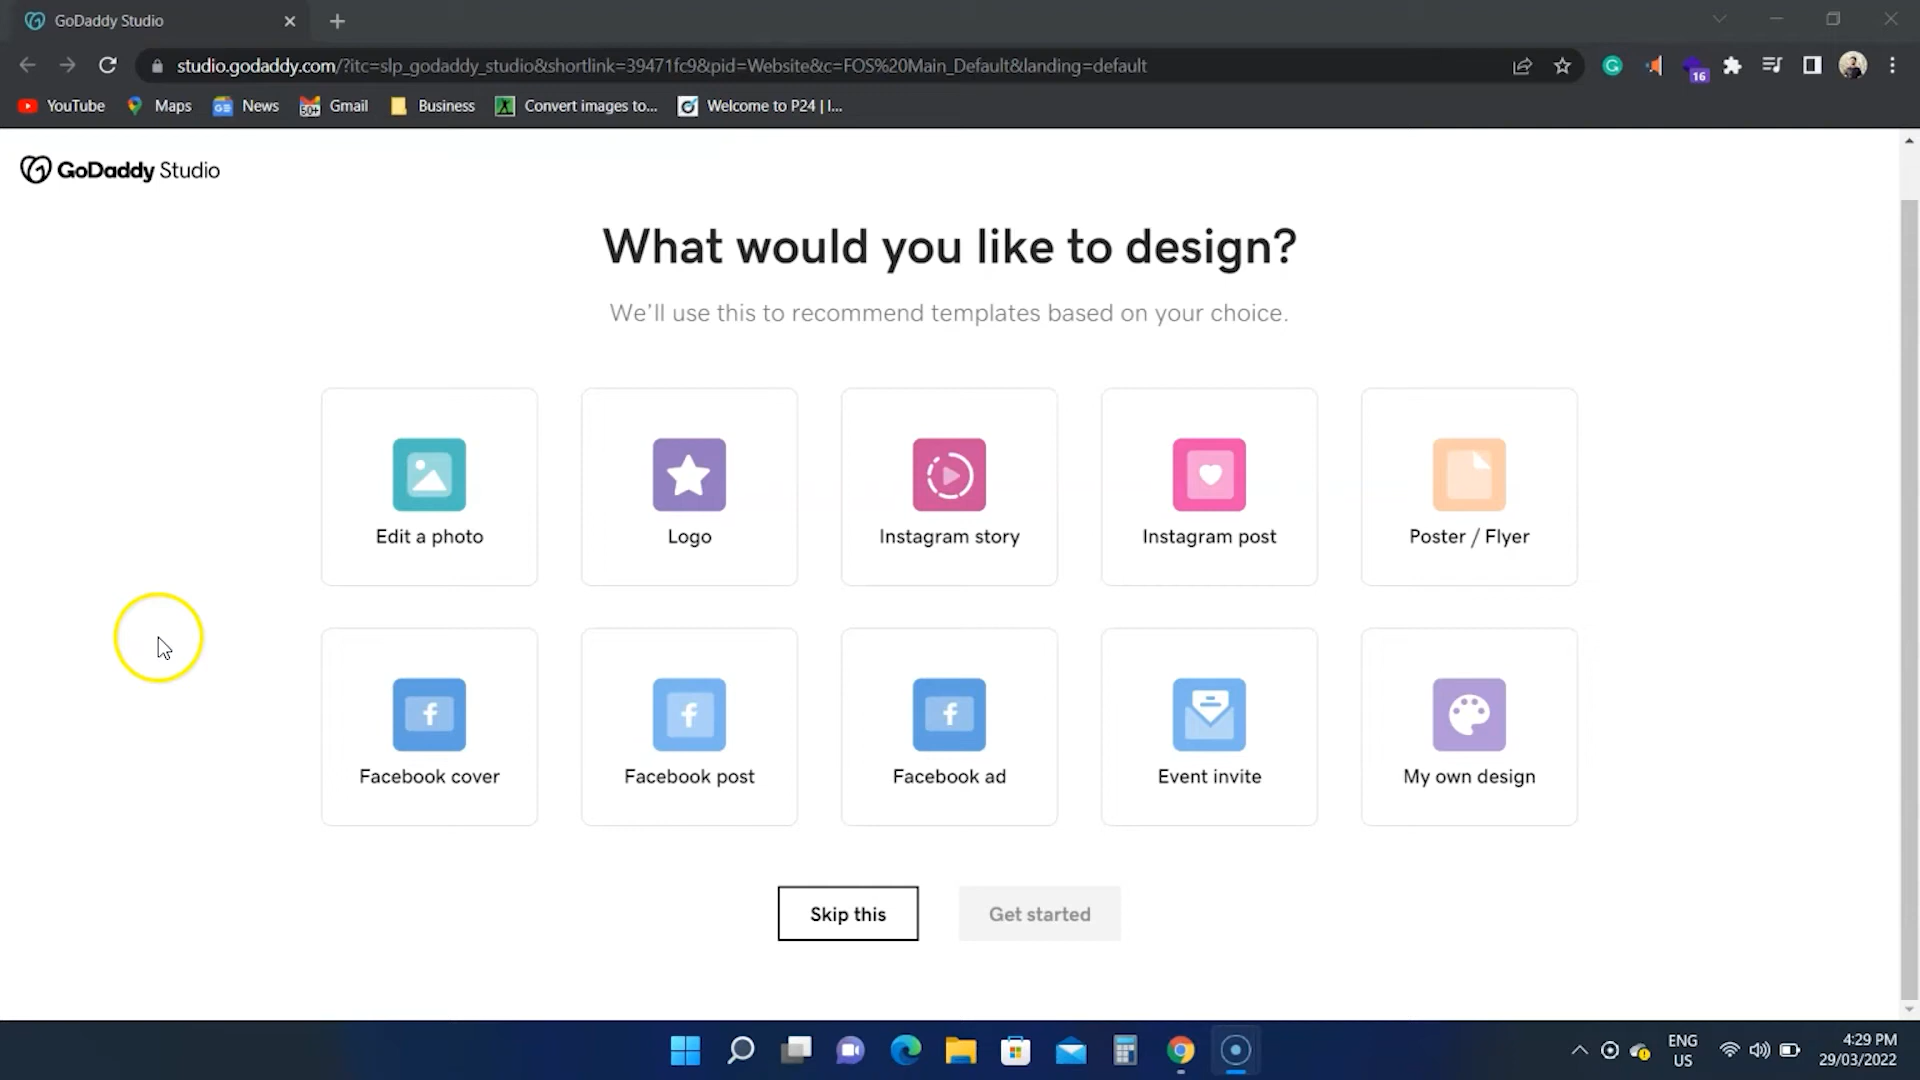 GoDaddy Studio
studio.godaddy.com/?itc=slp_godaddy_studio&shortlink=39471fc9&pid=Website&c=FOS%20Main_Default&landing=default
16
YouTube Maps News Gmail Business Convert images to... Welcome to P24 | I...
50+
GoDaddy Studio
What would you like to design?
We'll use this to recommend templates based on your choice.
Edit a photo Logo Instagram story Instagram post Poster / Flyer
Facebook cover Facebook post Facebook ad Event invite My own design
Skip this Get started
ENG 4:29 PM
US 29/03/2022